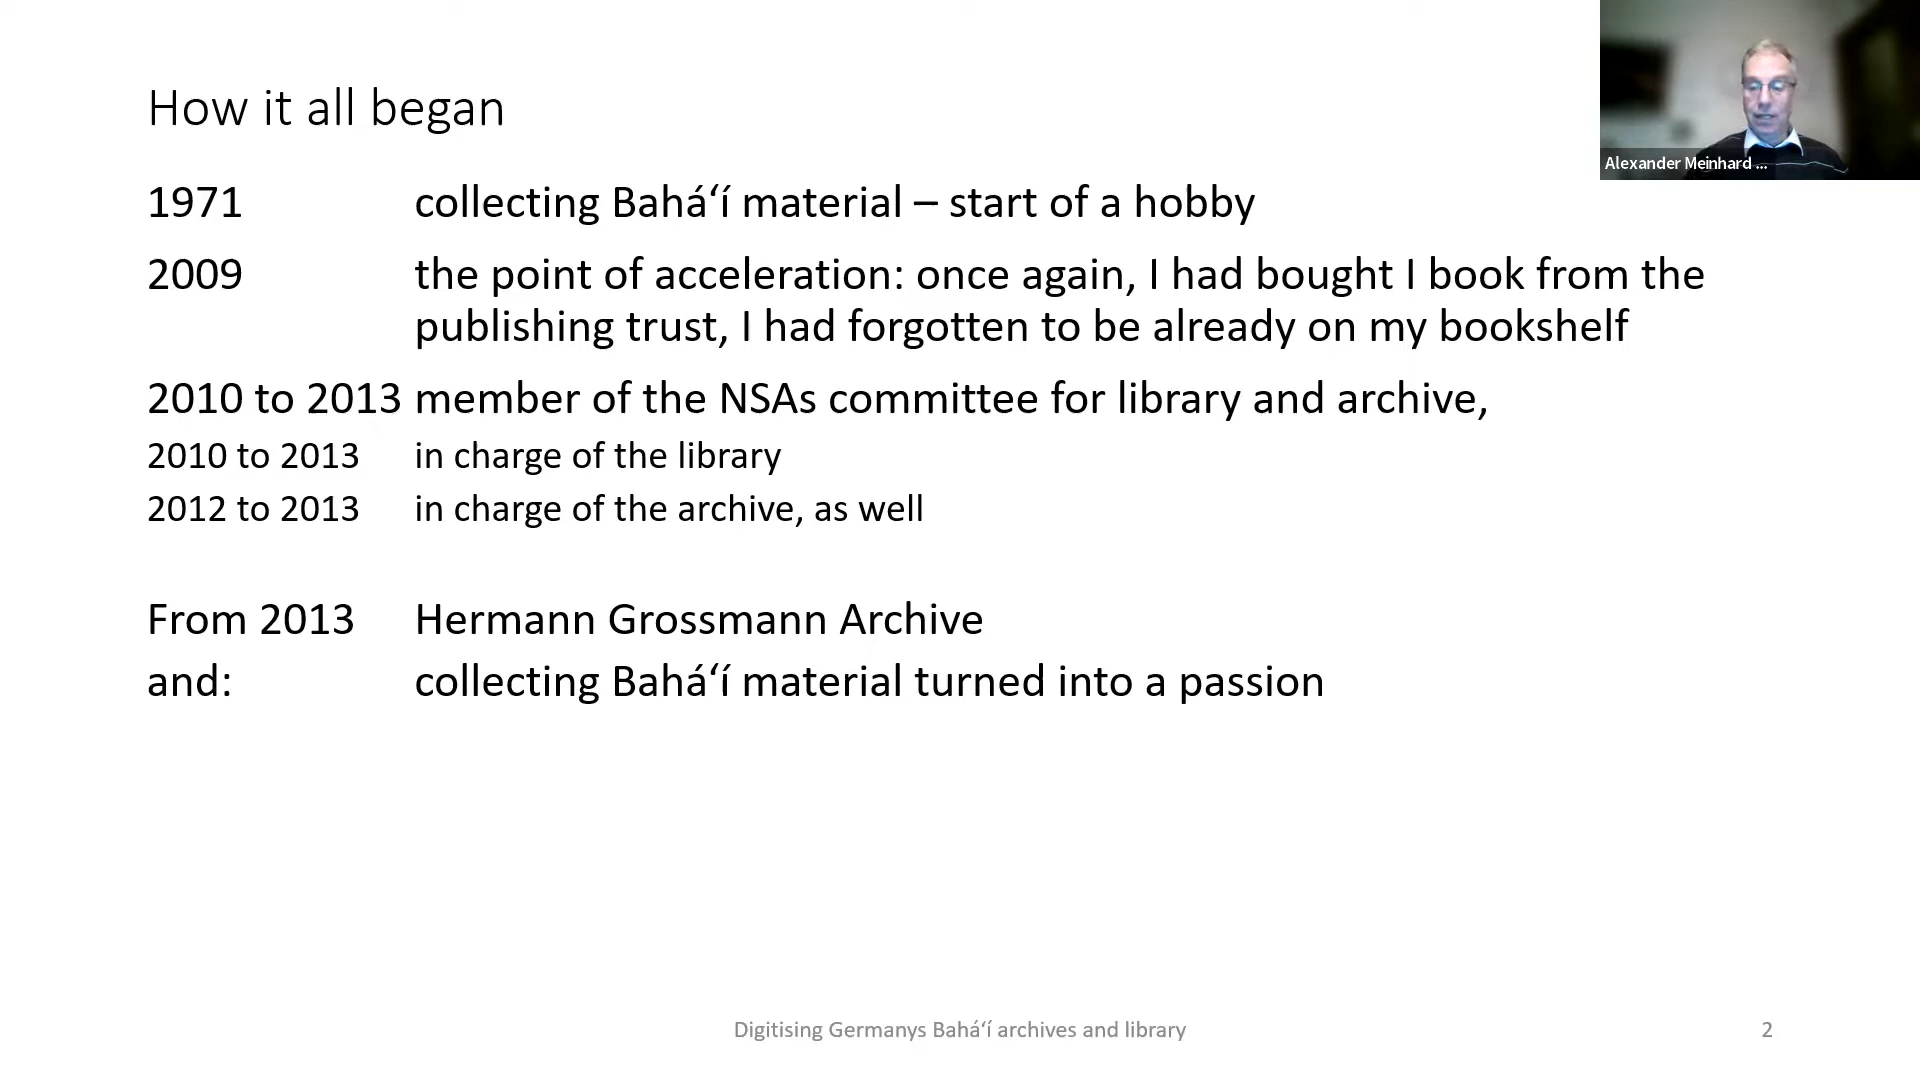 How it all began
Alexander Meinhard ...
1971 collecting Bahá‘í material – start of a hobby
2009 the point of acceleration: once again, I had bought I book from the
publishing trust, I had forgotten to be already on my bookshelf
2010 to 2013 member of the NSAs committee for library and archive,
2010 to 2013 in charge of the library
2012 to 2013 in charge of the archive, as well
From 2013 Hermann Grossmann Archive
and: collecting Bahá‘í material turned into a passion
Digitising Germanys Bahá‘í archives and library 2